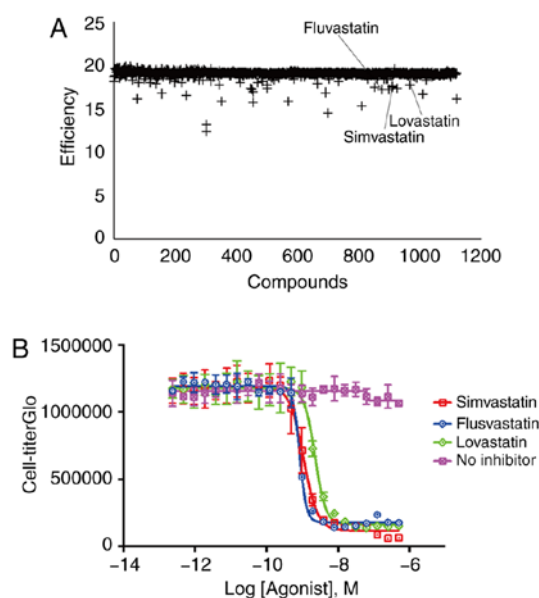 A
Fluvastatin
Lovastatin
Simvastatin
25
20
15
10
5
0
Efficiency
0 200 400 600 800 1000 1200
Compounds
B
1500000
1000000
500000
0
Cell-titerGlo
−14 −12 −10 −8 −6
Log [Agonist], M
Simvastatin
Flusvastatin
Lovastatin
No inhibitor